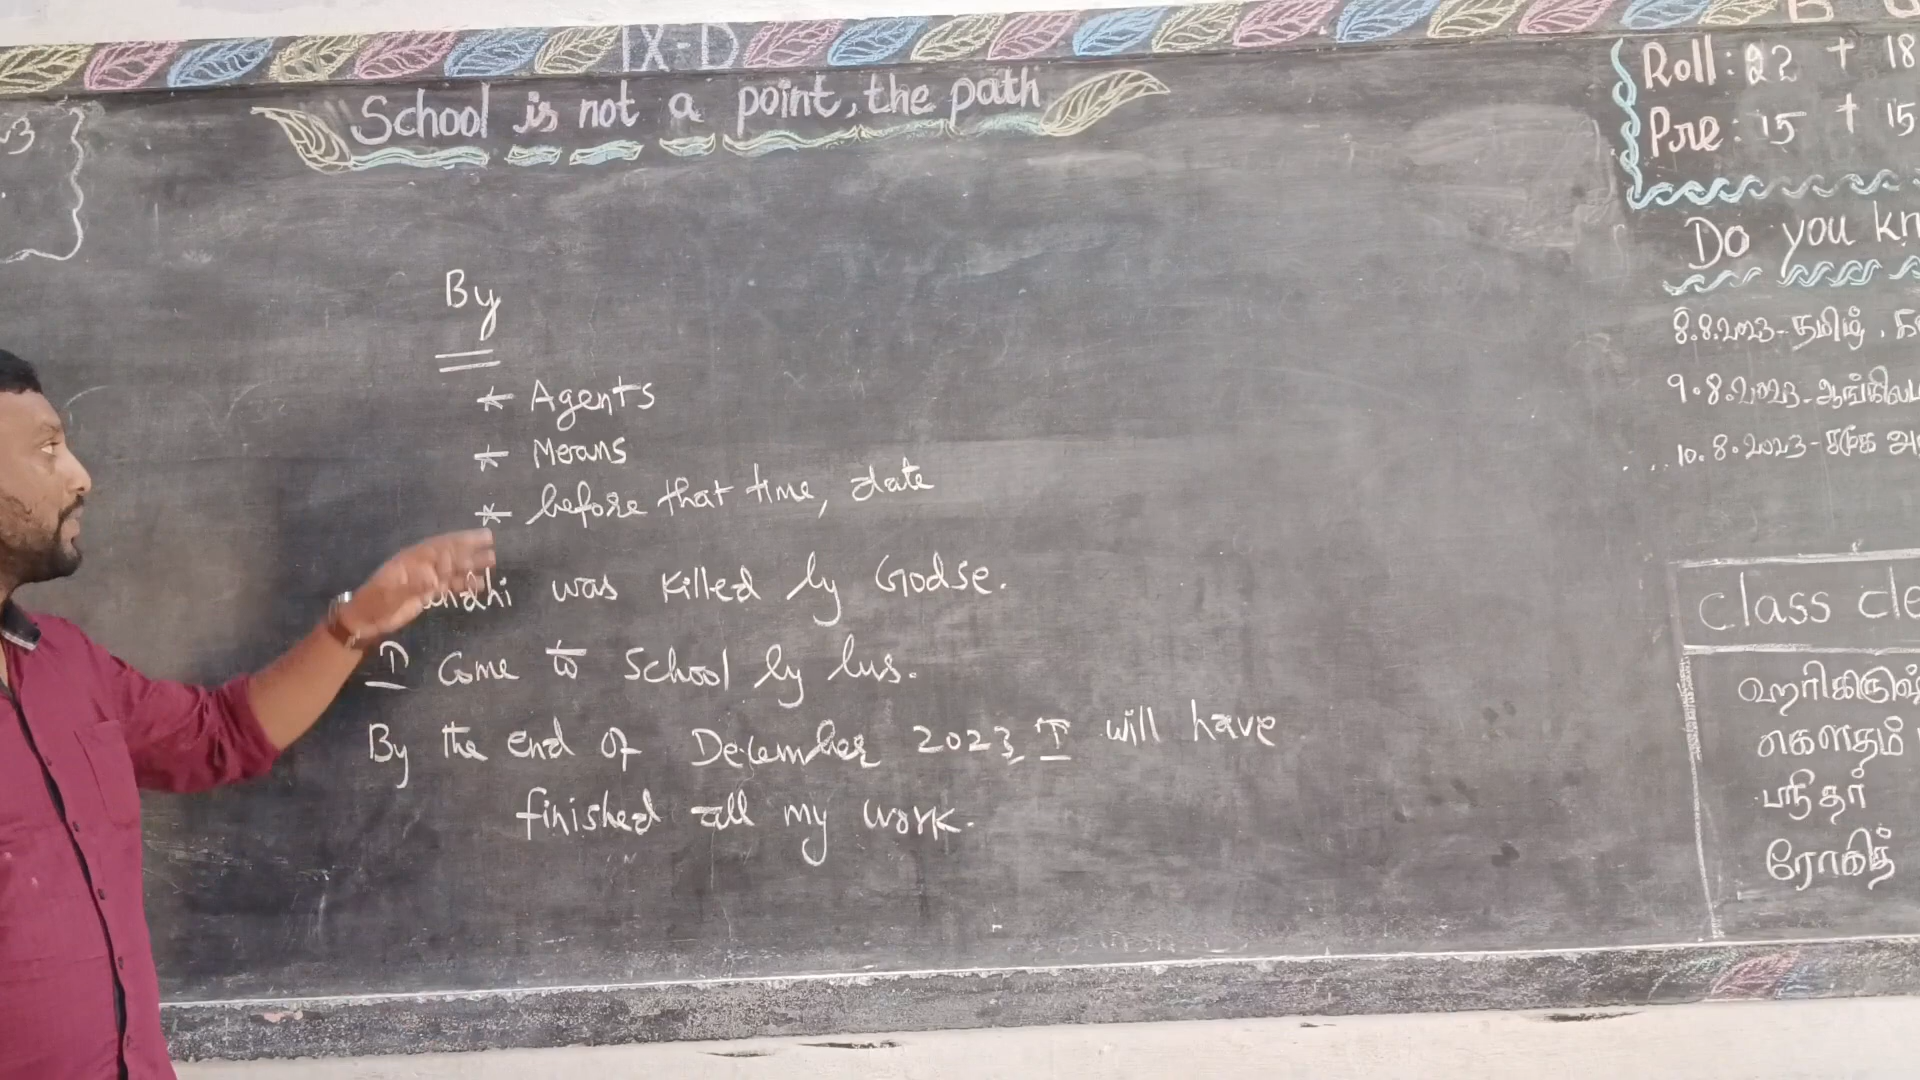 IX-D
School is not a point, the path
By
* Agents
* Means
* before that time, date
Gandhi was killed by Godse.
I come to school by bus.
By the end of December 2023, I will have
finished all my work.
B
Roll: 22 + 18
Pre: 15 + 15
Do you kn
8.8.2023-தமிழ்,
9.8.2023-ஆங்கிலம்
10.8.2023-
Class cle
ஹரிகிருஷ்
கௌதம்
ஸ்ரீதர்
ரோகித்